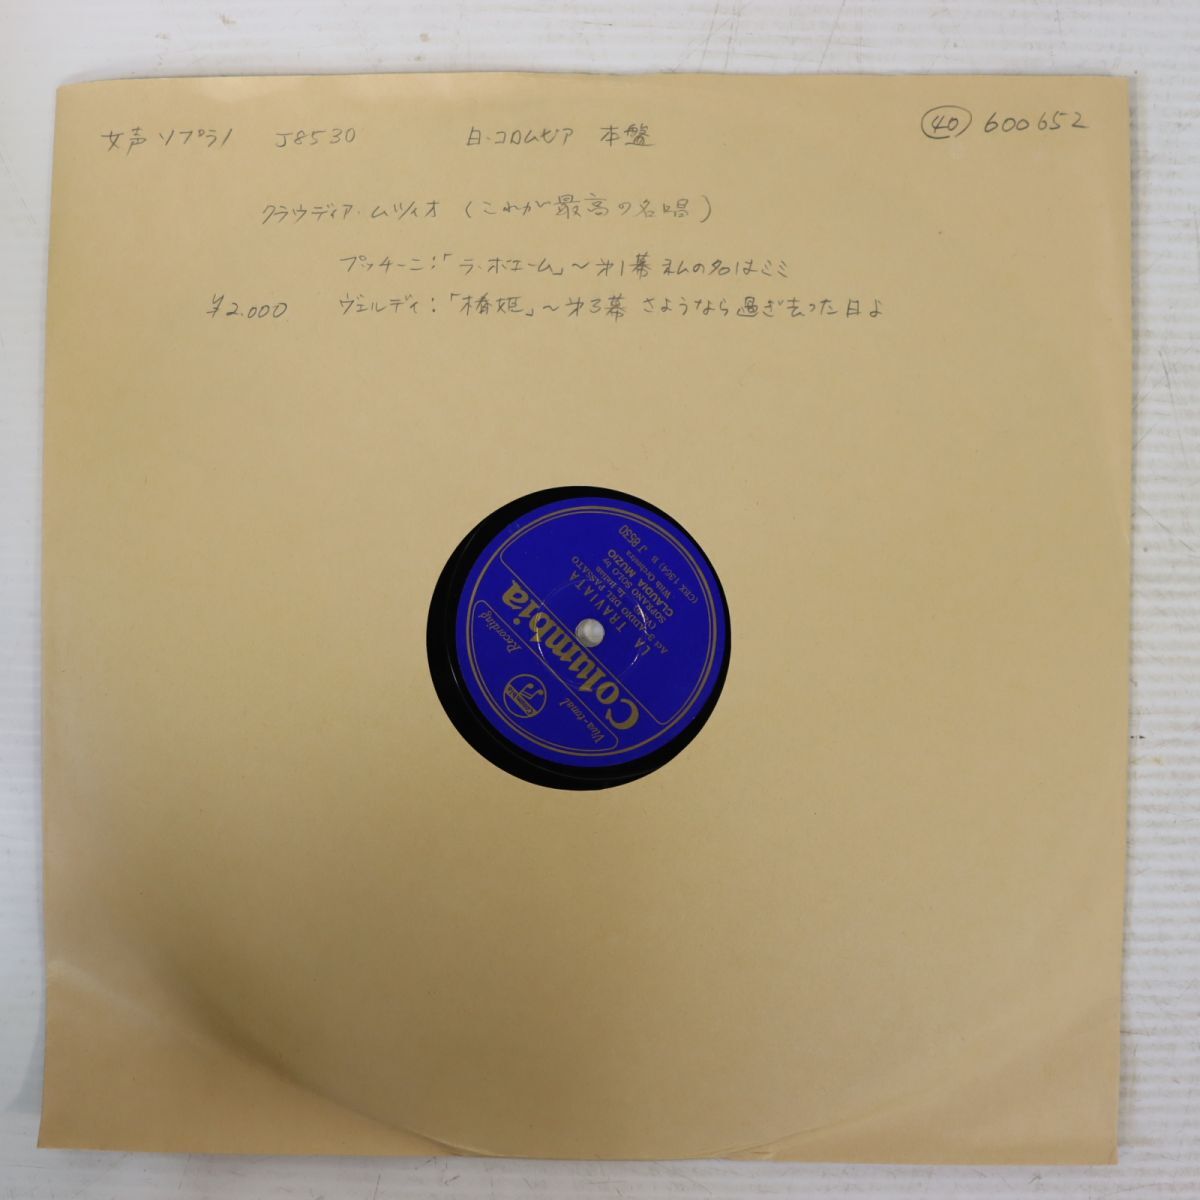 女声 ソプラノ J8530 日・コロムビア 本盤 ㊵ 600652
クラウディア・ムツィオ (これが最高の名唱)
プッチーニ:「ラ・ボエーム」～第1幕 私の名はミミ
¥2.000 ヴェルディ:「椿姫」～第3幕 さようなら過ぎ去った日よ
Columbia
Viva-tonal Recording
LA TRAVIATA
Act 3-ADDIO DEL PASSATO
(Verdi) In Italian
SOPRANO SOLO by
CLAUDIA MUZIO
With Orchestra J 8530